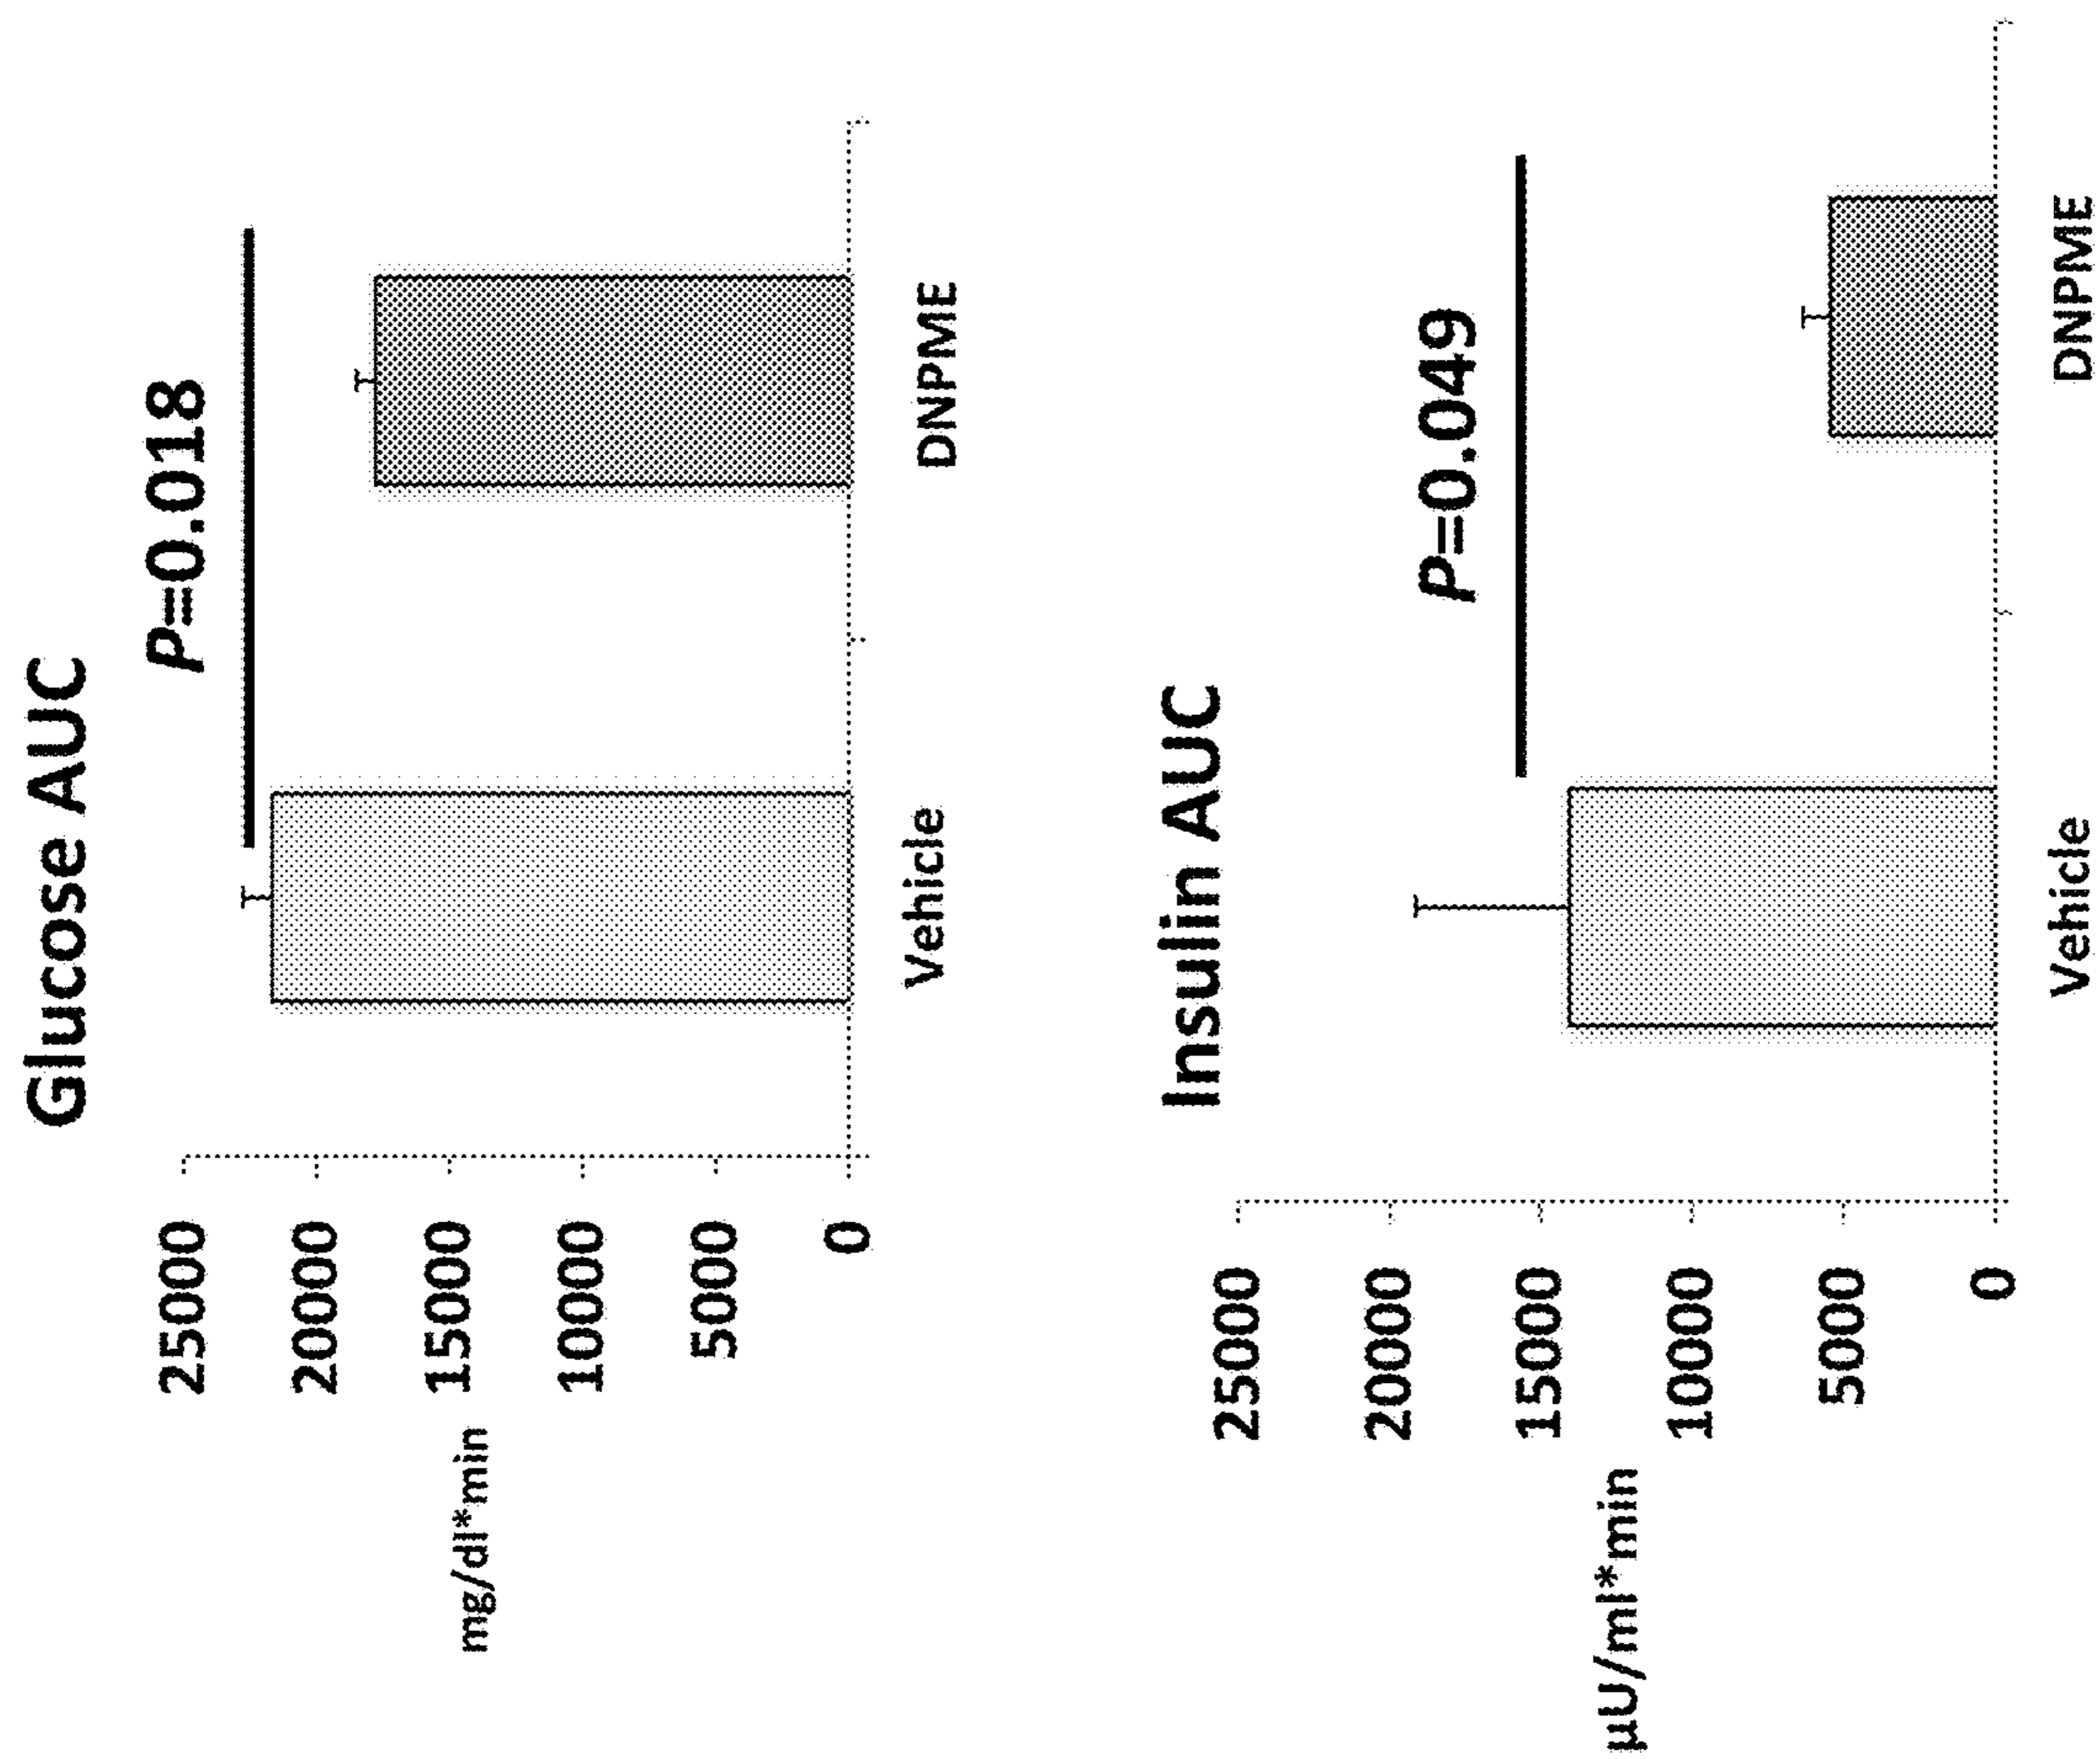 Glucose AUC
P=0.018
25000
20000
15000
10000
5000
0
mg/dl*min
Vehicle
DNPME
Insulin AUC
P=0.049
25000
20000
15000
10000
5000
0
µU/ml*min
Vehicle
DNPME